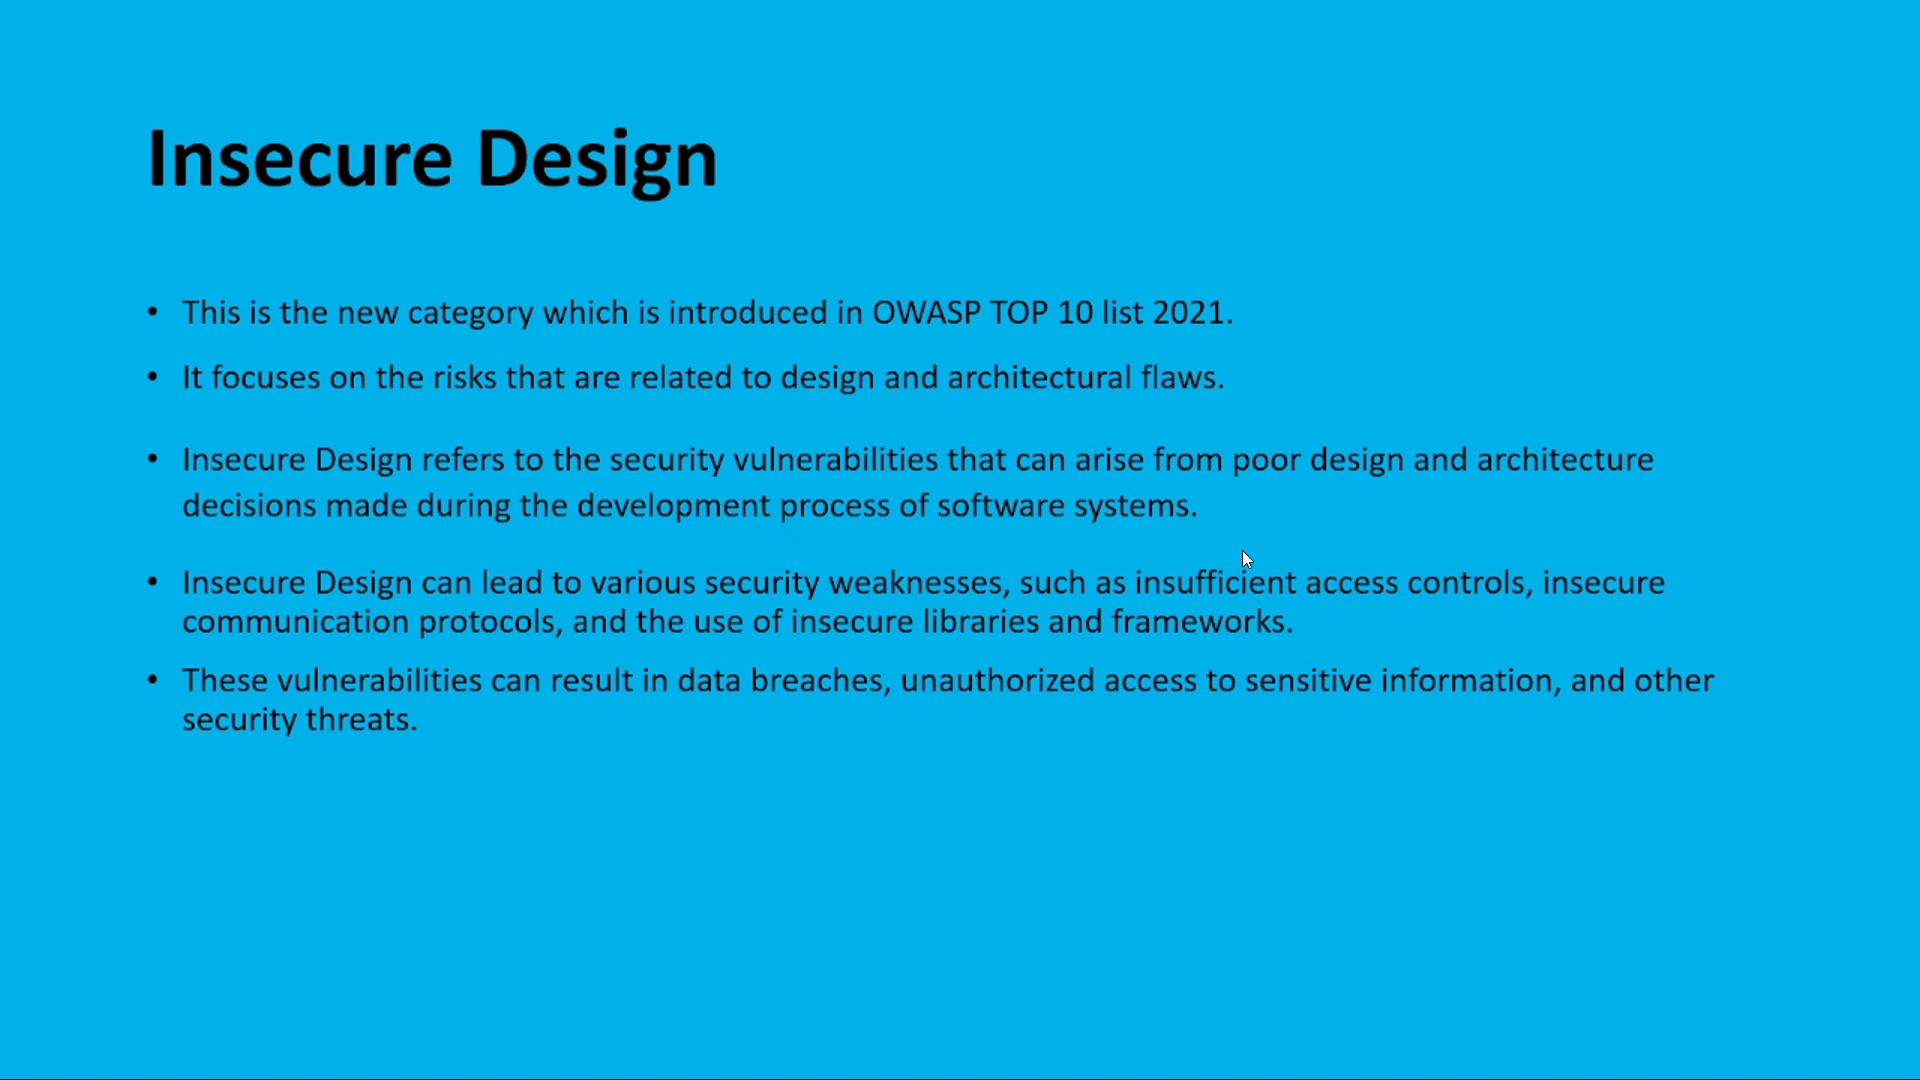 Insecure Design
• This is the new category which is introduced in OWASP TOP 10 list 2021.
• It focuses on the risks that are related to design and architectural flaws.
• Insecure Design refers to the security vulnerabilities that can arise from poor design and architecture
decisions made during the development process of software systems.
• Insecure Design can lead to various security weaknesses, such as insufficient access controls, insecure
communication protocols, and the use of insecure libraries and frameworks.
• These vulnerabilities can result in data breaches, unauthorized access to sensitive information, and other
security threats.